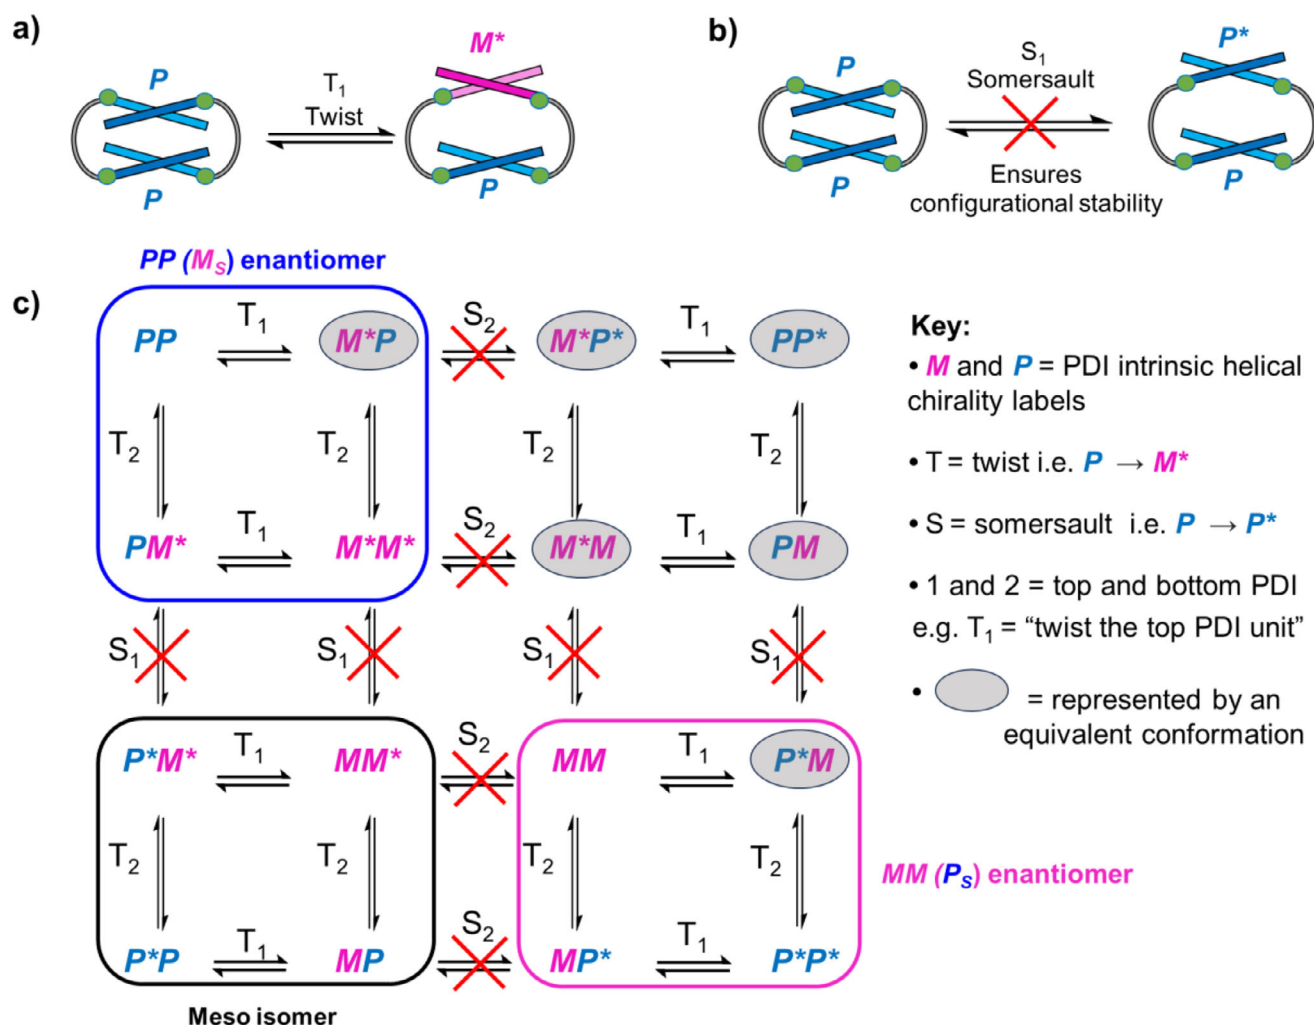 a)
P
P
T1
Twist
M*
P
b)
P
P
S1
Somersault
Ensures
configurational stability
P*
P
PP (MS) enantiomer
c)
PP
T1
M*P
S2
M*P*
T1
PP*
T2
T2
T2
T2
PM*
T1
M*M*
S2
M*M
T1
PM
S1
S1
S1
S1
P*M*
T1
MM*
S2
MM
T1
P*M
T2
T2
T2
T2
P*P
T1
MP
S2
MP*
T1
P*P*
Meso isomer
MM (PS) enantiomer
Key:
• M and P = PDI intrinsic helical
chirality labels
• T = twist i.e. P → M*
• S = somersault i.e. P → P*
• 1 and 2 = top and bottom PDI
e.g. T1 = “twist the top PDI unit”
• = represented by an
equivalent conformation